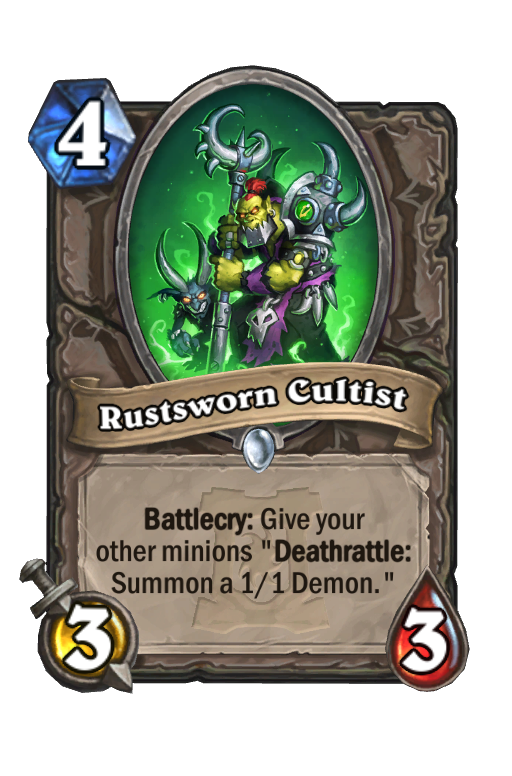 4
Rustsworn Cultist
Battlecry: Give your
other minions "Deathrattle:
Summon a 1/1 Demon."
3
3